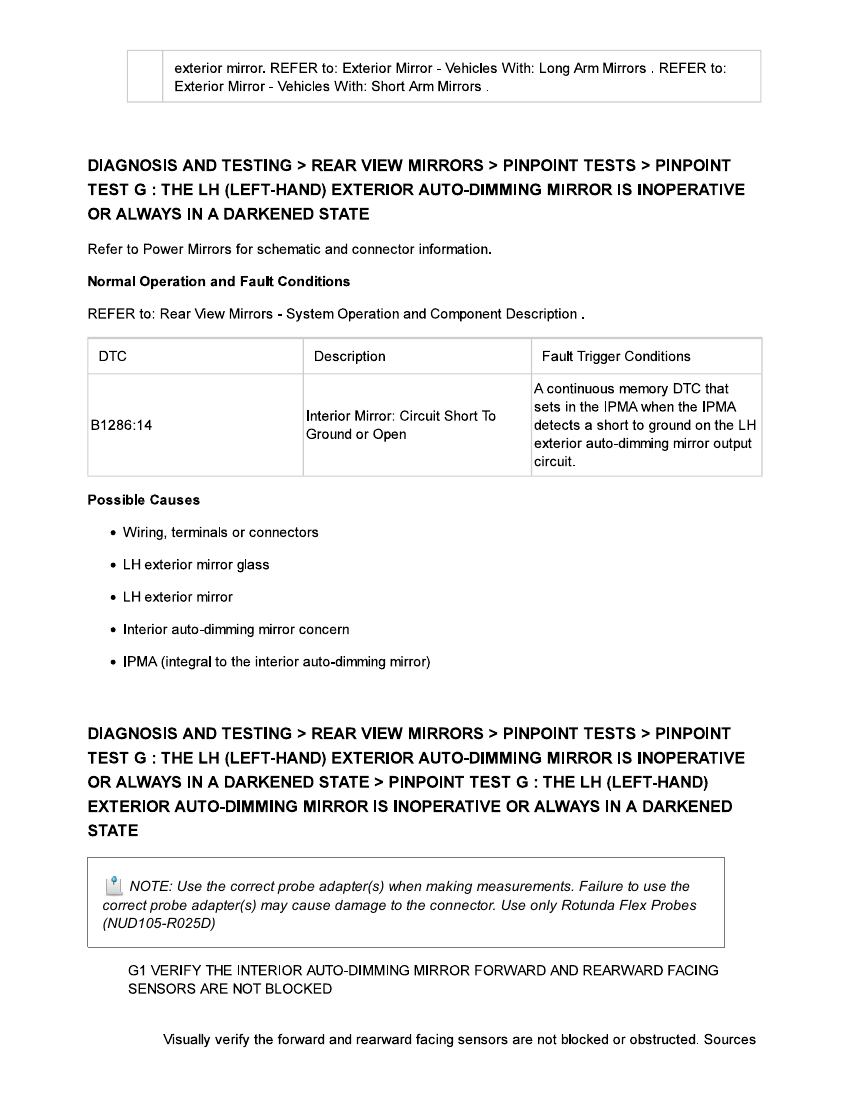 exterior mirror. REFER to: Exterior Mirror - Vehicles With: Long Arm Mirrors . REFER to:
Exterior Mirror - Vehicles With: Short Arm Mirrors .
DIAGNOSIS AND TESTING > REAR VIEW MIRRORS > PINPOINT TESTS > PINPOINT
TEST G : THE LH (LEFT-HAND) EXTERIOR AUTO-DIMMING MIRROR IS INOPERATIVE
OR ALWAYS IN A DARKENED STATE
Refer to Power Mirrors for schematic and connector information.
Normal Operation and Fault Conditions
REFER to: Rear View Mirrors - System Operation and Component Description .
DTC
Description
Fault Trigger Conditions
B1286:14
Interior Mirror: Circuit Short To
Ground or Open
A continuous memory DTC that
sets in the IPMA when the IPMA
detects a short to ground on the LH
exterior auto-dimming mirror output
circuit.
Possible Causes
• Wiring, terminals or connectors
• LH exterior mirror glass
• LH exterior mirror
• Interior auto-dimming mirror concern
• IPMA (integral to the interior auto-dimming mirror)
DIAGNOSIS AND TESTING > REAR VIEW MIRRORS > PINPOINT TESTS > PINPOINT
TEST G : THE LH (LEFT-HAND) EXTERIOR AUTO-DIMMING MIRROR IS INOPERATIVE
OR ALWAYS IN A DARKENED STATE > PINPOINT TEST G : THE LH (LEFT-HAND)
EXTERIOR AUTO-DIMMING MIRROR IS INOPERATIVE OR ALWAYS IN A DARKENED
STATE
NOTE: Use the correct probe adapter(s) when making measurements. Failure to use the
correct probe adapter(s) may cause damage to the connector. Use only Rotunda Flex Probes
(NUD105-R025D)
G1 VERIFY THE INTERIOR AUTO-DIMMING MIRROR FORWARD AND REARWARD FACING
SENSORS ARE NOT BLOCKED
Visually verify the forward and rearward facing sensors are not blocked or obstructed. Sources